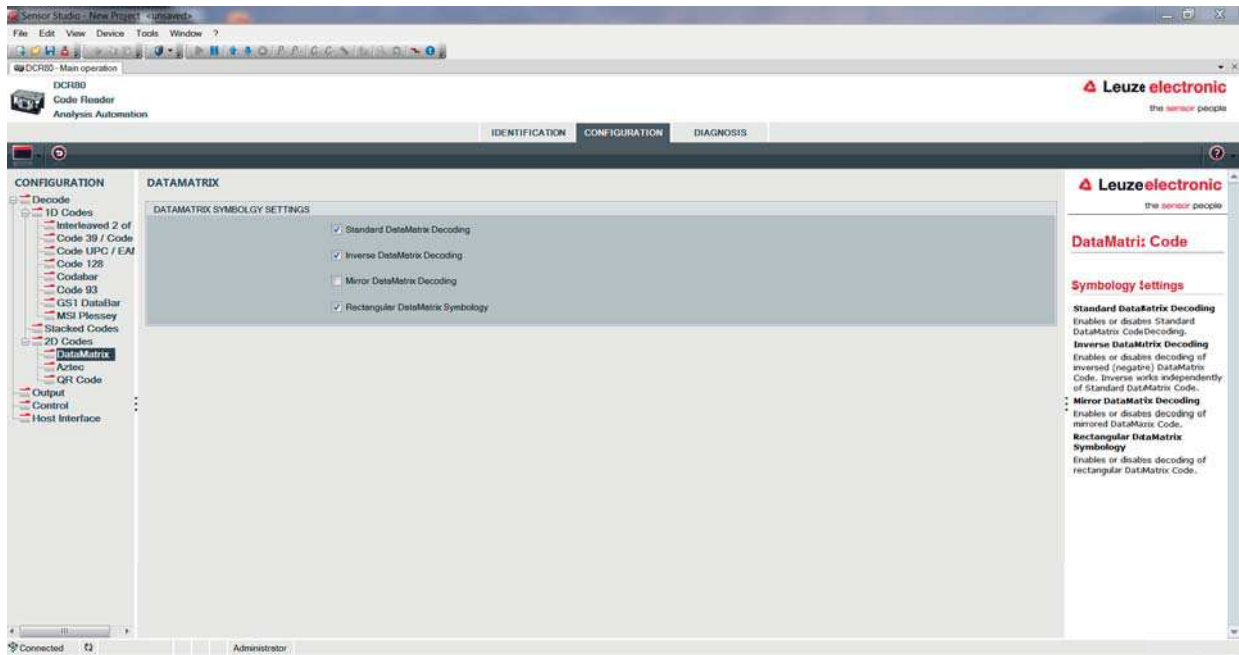 Sensor Studio - New Project <unsaved>
File Edit View Device Tools Window ?
DCR80 - Main operation
DCR80
Code Reader
Analysis Automation
Leuze electronic
the sensor people
IDENTIFICATION CONFIGURATION DIAGNOSIS
CONFIGURATION
Decode
1D Codes
Interleaved 2 of
Code 39 / Code
Code UPC / EAN
Code 128
Codabar
Code 93
GS1 DataBar
MSI Plessey
Stacked Codes
2D Codes
DataMatrix
Aztec
QR Code
Output
Control
Host Interface
DATAMATRIX
DATAMATRIX SYMBOLGY SETTINGS
Standard DataMatrix Decoding
Inverse DataMatrix Decoding
Mirror DataMatrix Decoding
Rectangular DataMatrix Symbology
Leuze electronic
the sensor people
DataMatrix Code
Symbology Settings
Standard DataMatrix Decoding
Enables or disables Standard
DataMatrix Code Decoding.
Inverse DataMatrix Decoding
Enables or disables decoding of
inversed (negative) DataMatrix
Code. Inverse works independently
of Standard DataMatrix Code.
Mirror DataMatrix Decoding
Enables or disables decoding of
mirrored DataMatrix Code.
Rectangular DataMatrix
Symbology
Enables or disables decoding of
rectangular DataMatrix Code.
Connected
Administrator